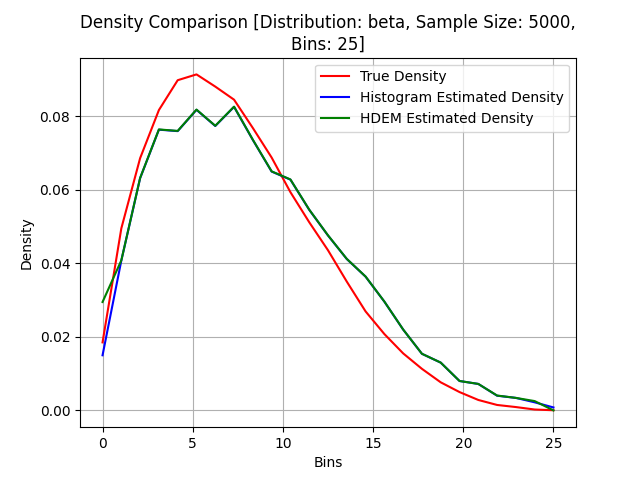 Density Comparison [Distribution: beta, Sample Size: 5000,
Bins: 25]
True Density
Histogram Estimated Density
HDEM Estimated Density
Density
0.08
0.06
0.04
0.02
0.00
0 5 10 15 20 25
Bins